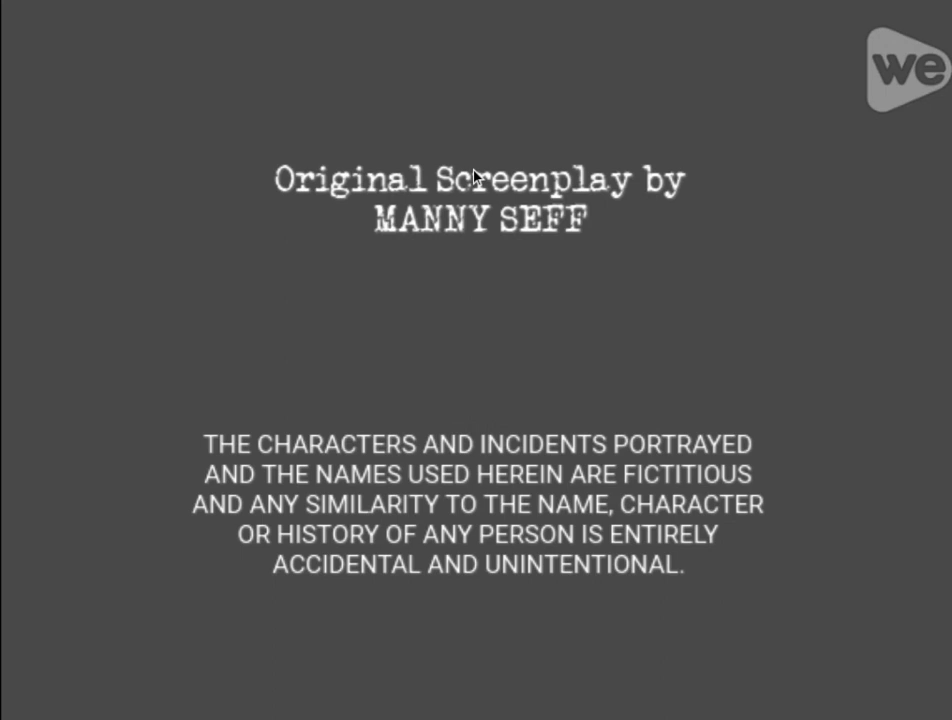 we
Original Screenplay by
MANNY SEFF
THE CHARACTERS AND INCIDENTS PORTRAYED
AND THE NAMES USED HEREIN ARE FICTITIOUS
AND ANY SIMILARITY TO THE NAME, CHARACTER
OR HISTORY OF ANY PERSON IS ENTIRELY
ACCIDENTAL AND UNINTENTIONAL.